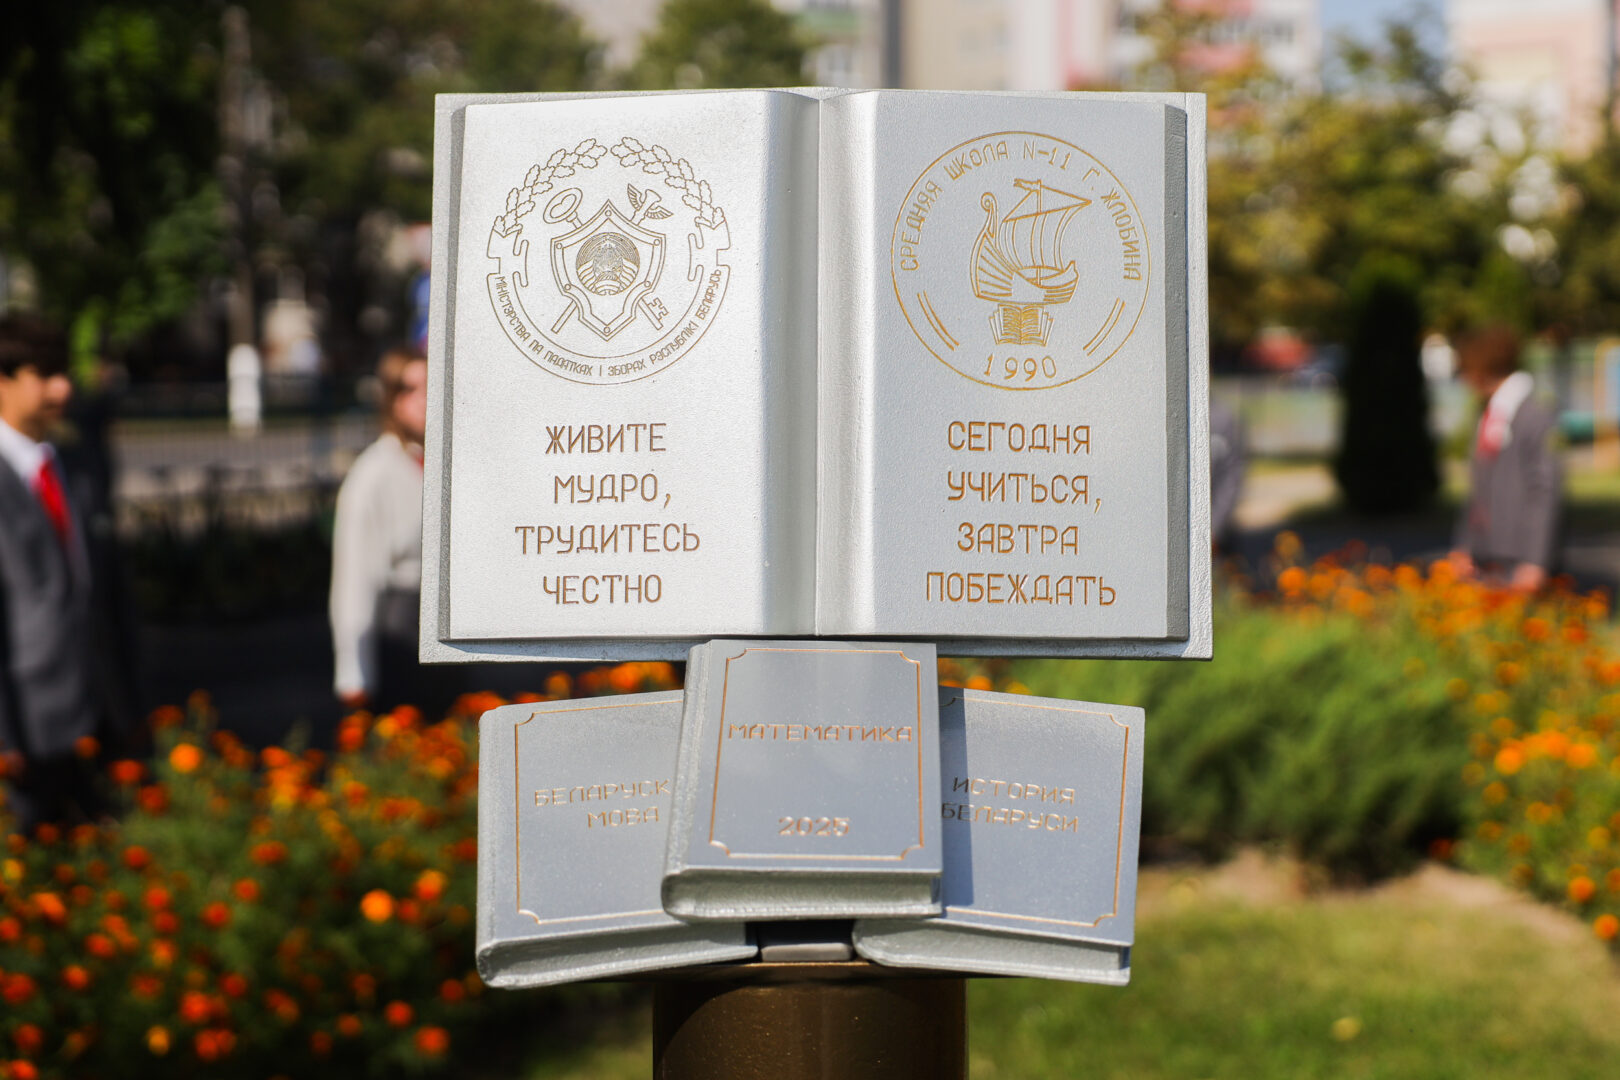 МІНІСТЭРСТВА ПА ПАДАТКАХ І ЗБОРАХ РЭСПУБЛІКІ БЕЛАРУСЬ
ЖИВИТЕ
МУДРО,
ТРУДИТЕСЬ
ЧЕСТНО
СРЕДНЯЯ ШКОЛА N-11 Г. ЖЛОБИНА
1990
СЕГОДНЯ
УЧИТЬСЯ,
ЗАВТРА
ПОБЕЖДАТЬ
БЕЛАРУСК
МОВА
МАТЕМАТИКА
2025
ИСТОРИЯ
БЕЛАРУСИ